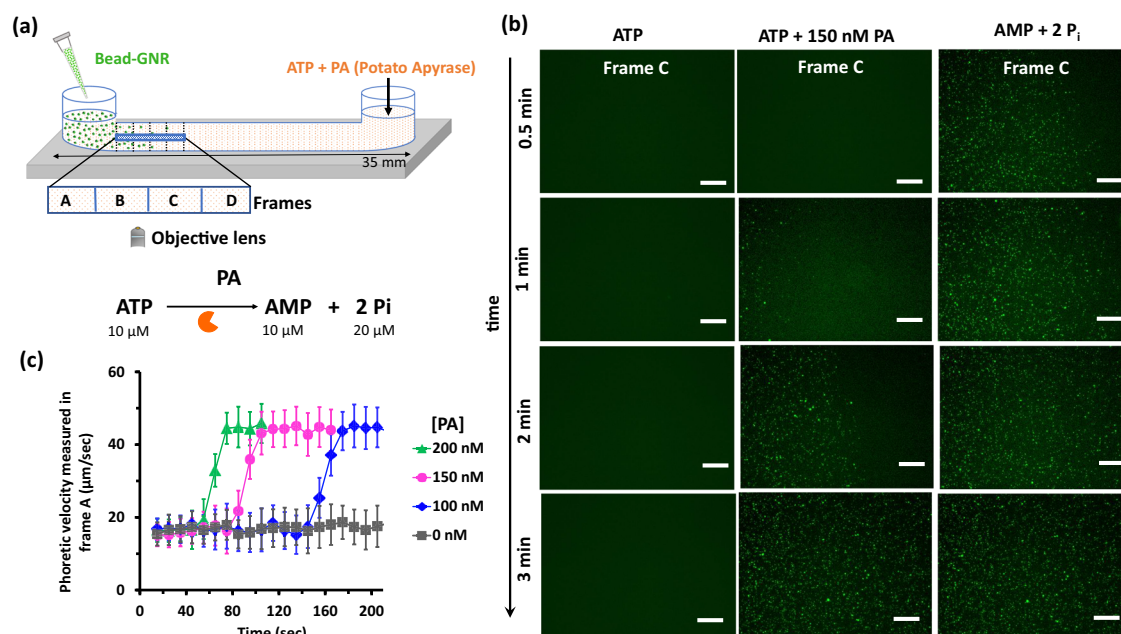 (a)
Bead-GNR
ATP + PA (Potato Apyrase)
35 mm
A B C D Frames
Objective lens
PA
ATP AMP + 2 Pi
10 μM 10 μM 20 μM
(c)
Phoretic velocity measured in
frame A (μm/sec)
60
40
20
0
0 40 80 120 160 200
Time (sec)
[PA]
200 nM
150 nM
100 nM
0 nM
(b)
ATP ATP + 150 nM PA AMP + 2 Pi
Frame C Frame C Frame C
time
0.5 min
1 min
2 min
3 min